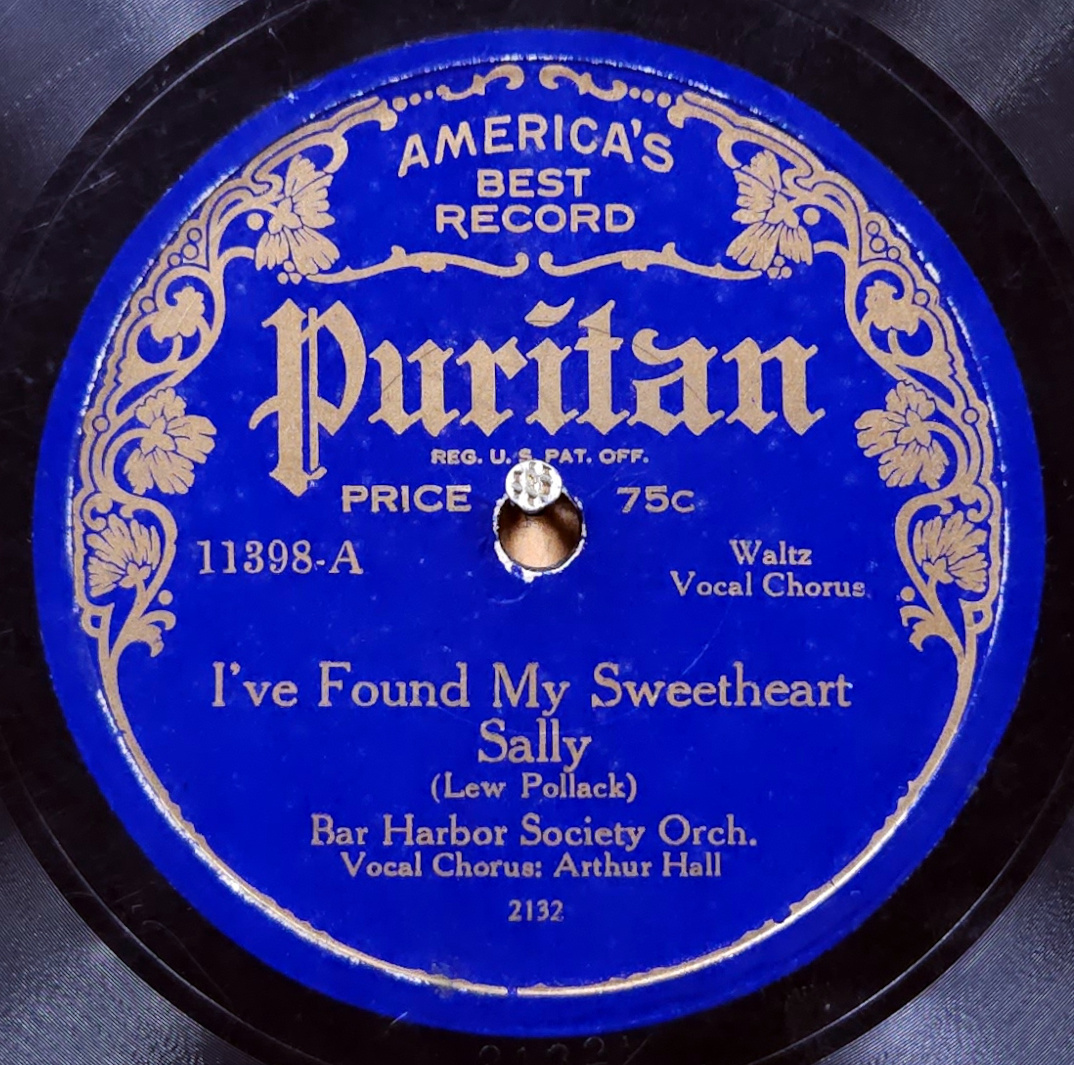 AMERICA'S
BEST
RECORD
Puritan
REG. U.S. PAT. OFF.
PRICE 75c
11398-A
Waltz
Vocal Chorus
I've Found My Sweetheart
Sally
(Lew Pollack)
Bar Harbor Society Orch.
Vocal Chorus: Arthur Hall
2132